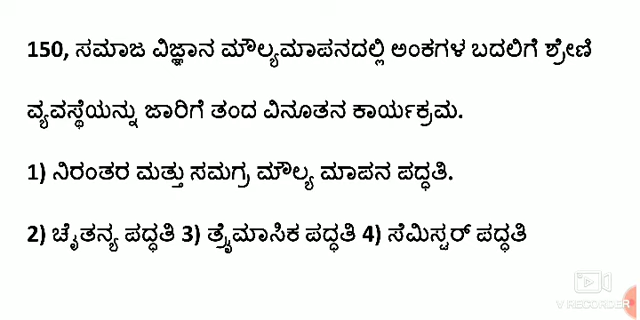 150, ಸಮಾಜ ವಿಜ್ಞಾನ ಮೌಲ್ಯಮಾಪನದಲ್ಲಿ ಅಂಕಗಳ ಬದಲಿಗೆ ಶ್ರೇಣಿ
ವ್ಯವಸ್ಥೆಯನ್ನು ಜಾರಿಗೆ ತಂದ ವಿನೂತನ ಕಾರ್ಯಕ್ರಮ.
1) ನಿರಂತರ ಮತ್ತು ಸಮಗ್ರ ಮೌಲ್ಯ ಮಾಪನ ಪದ್ಧತಿ.
2) ಚೈತನ್ಯ ಪದ್ಧತಿ 3) ತ್ರೈಮಾಸಿಕ ಪದ್ಧತಿ 4) ಸೆಮಿಸ್ಟರ್ ಪದ್ಧತಿ
V RECORDER